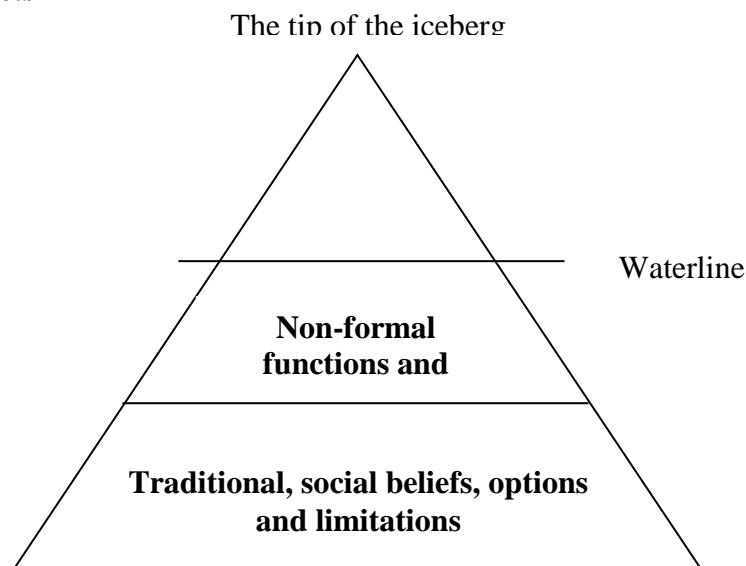 The tip of the iceberg
Waterline
Non-formal
functions and
Traditional, social beliefs, options
and limitations